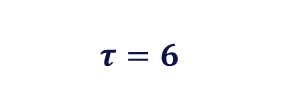 τ = 6